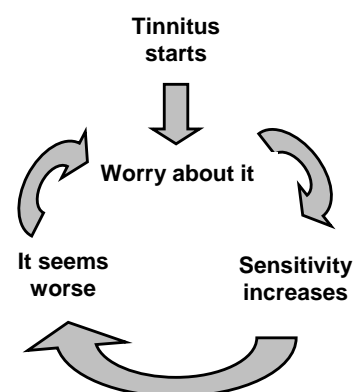 Tinnitus
starts
Worry about it
Sensitivity
increases
It seems
worse